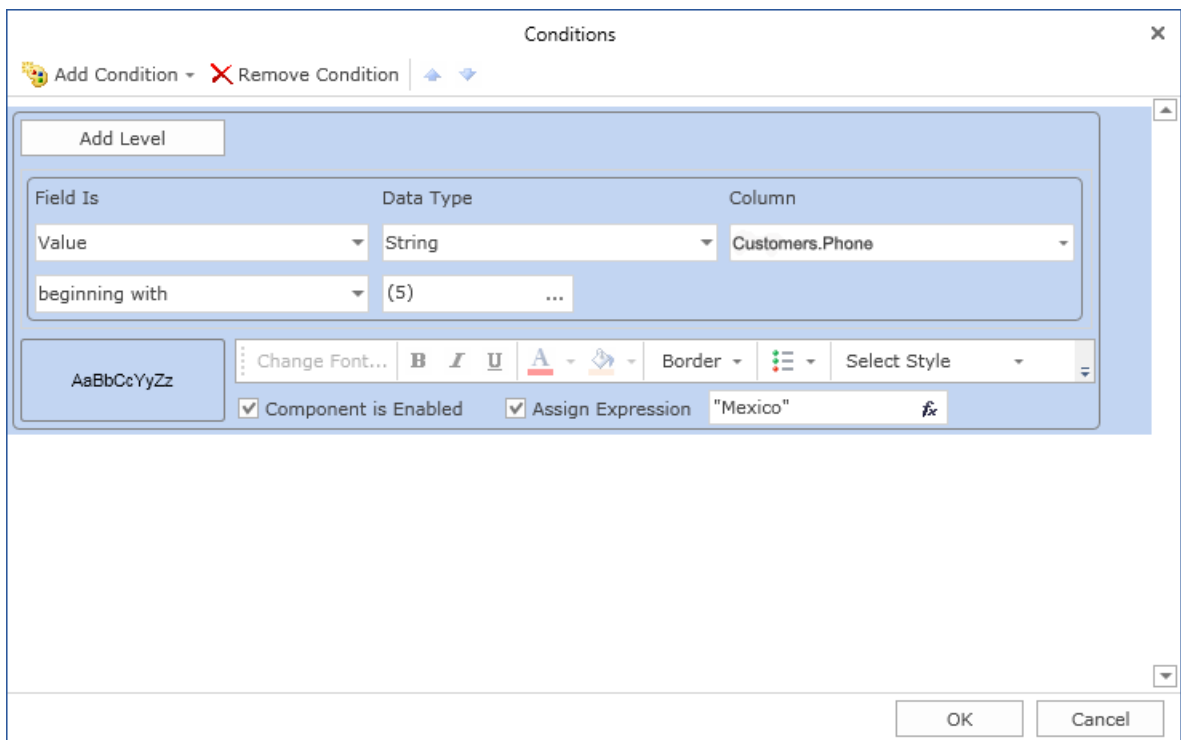 Conditions
Add Condition Remove Condition
Add Level
Field Is Data Type Column
Value String Customers.Phone
beginning with (5) ...
AaBbCcYyZz
Change Font... B I U A Border Select Style
Component is Enabled Assign Expression "Mexico" fx
OK Cancel